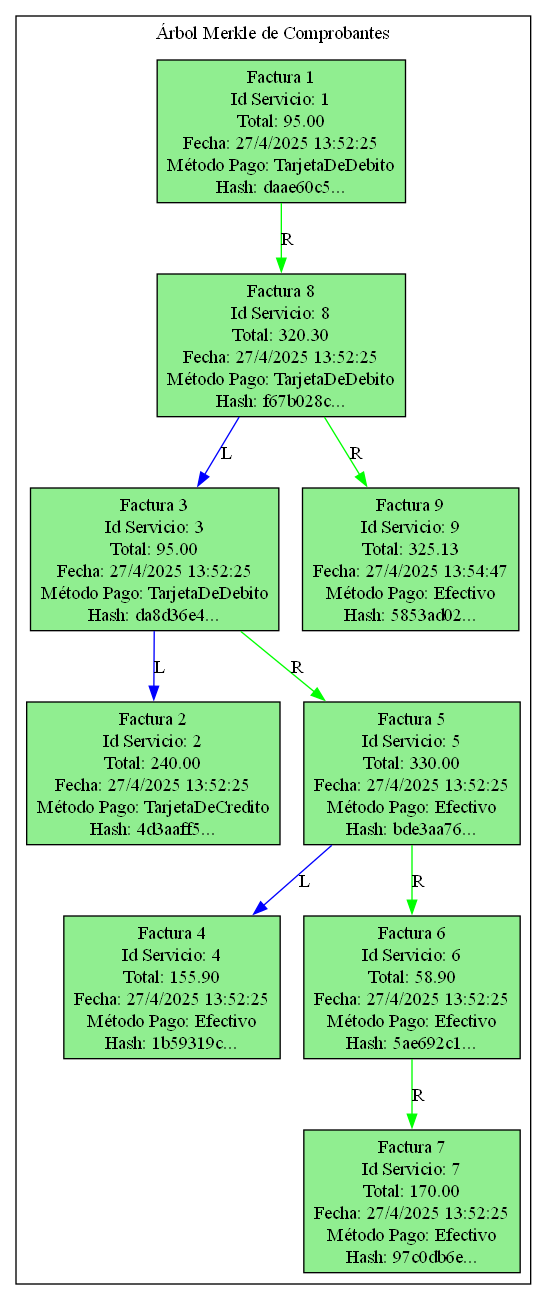 Árbol Merkle de Comprobantes
Factura 1
Id Servicio: 1
Total: 95.00
Fecha: 27/4/2025 13:52:25
Método Pago: TarjetaDeDebito
Hash: daae60c5...
R
Factura 8
Id Servicio: 8
Total: 320.30
Fecha: 27/4/2025 13:52:25
Método Pago: TarjetaDeDebito
Hash: f67b028c...
L
R
Factura 3
Id Servicio: 3
Total: 95.00
Fecha: 27/4/2025 13:52:25
Método Pago: TarjetaDeDebito
Hash: da8d36e4...
Factura 9
Id Servicio: 9
Total: 325.13
Fecha: 27/4/2025 13:54:47
Método Pago: Efectivo
Hash: 5853ad02...
L
R
Factura 2
Id Servicio: 2
Total: 240.00
Fecha: 27/4/2025 13:52:25
Método Pago: TarjetaDeCredito
Hash: 4d3aaff5...
Factura 5
Id Servicio: 5
Total: 330.00
Fecha: 27/4/2025 13:52:25
Método Pago: Efectivo
Hash: bde3aa76...
L
R
Factura 4
Id Servicio: 4
Total: 155.90
Fecha: 27/4/2025 13:52:25
Método Pago: Efectivo
Hash: 1b59319c...
Factura 6
Id Servicio: 6
Total: 58.90
Fecha: 27/4/2025 13:52:25
Método Pago: Efectivo
Hash: 5ae692c1...
R
Factura 7
Id Servicio: 7
Total: 170.00
Fecha: 27/4/2025 13:52:25
Método Pago: Efectivo
Hash: 97c0db6e...